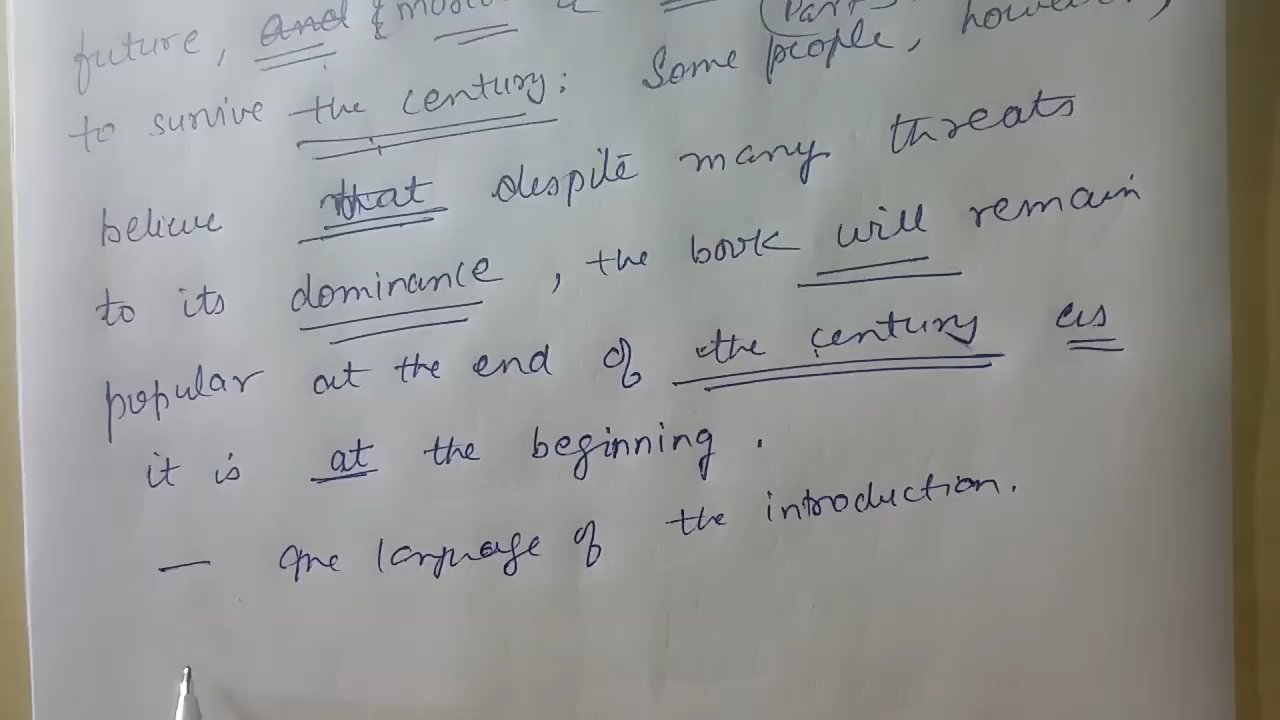 future, and
to survive the century: Some people,
believe that despite many threats
to its dominance, the book will remain
popular at the end of the century as
it is at the beginning.
— The language of the introduction.